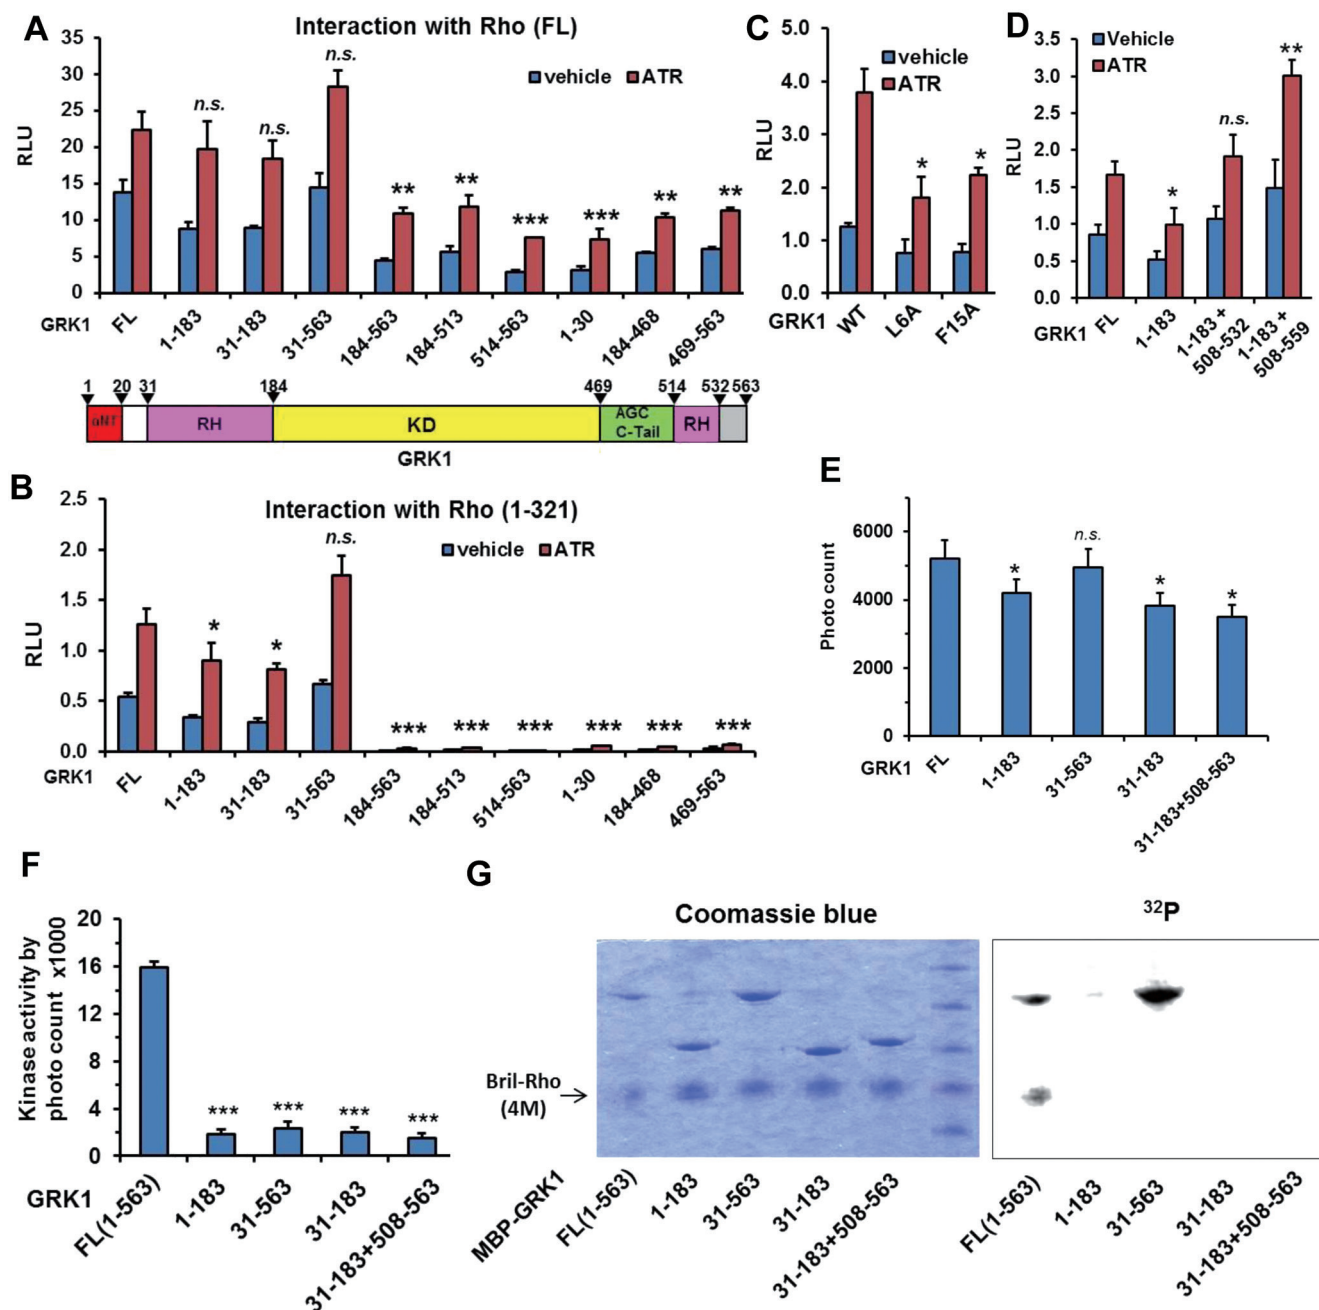 A
Interaction with Rho (FL)
vehicle ATR
RLU
35
30
25
20
15
10
5
0
n.s.
n.s.
n.s.
**
**
***
***
**
**
GRK1
FL
1-183
31-183
31-563
184-563
184-513
514-563
1-30
184-468
469-563
1 20 31 184 469 514 532 563
αNT
RH
KD
AGC
C-Tail
RH
GRK1
B
Interaction with Rho (1-321)
vehicle ATR
RLU
2.5
2.0
1.5
1.0
0.5
0.0
*
*
n.s.
***
***
***
***
***
***
GRK1
FL
1-183
31-183
31-563
184-563
184-513
514-563
1-30
184-468
469-563
C
vehicle
ATR
RLU
5.0
4.0
3.0
2.0
1.0
0.0
*
*
GRK1
WT
L6A
F15A
D
Vehicle
ATR
RLU
3.5
3.0
2.5
2.0
1.5
1.0
0.5
0.0
*
n.s.
**
GRK1
FL
1-183
1-183 +
508-532
1-183 +
508-559
E
Photo count
6000
4000
2000
0
*
n.s.
*
*
GRK1
FL
1-183
31-563
31-183
31-183+508-563
F
Kinase activity by
photo count x1000
20
16
12
8
4
0
***
***
***
***
GRK1
FL(1-563)
1-183
31-563
31-183
31-183+508-563
G
Coomassie blue
32P
Bril-Rho
(4M)
MBP-GRK1
FL(1-563)
1-183
31-563
31-183
31-183+508-563
FL(1-563)
1-183
31-563
31-183
31-183+508-563